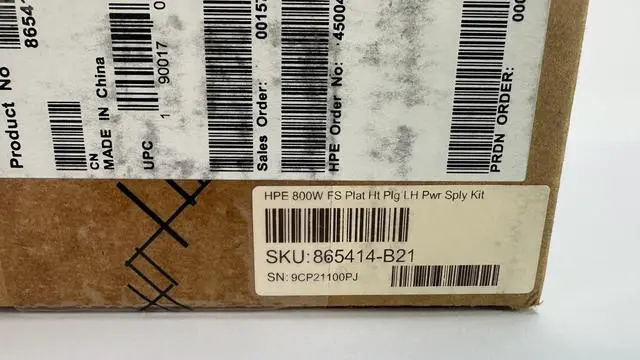 Product No
865414
CN
MADE IN China
UPC
1 90017 0
Sales Order:
0015
HPE Order No:
4500
PRDN ORDER:
000
HPE 800W FS Plat Ht Plg LH Pwr Sply Kit
SKU:865414-B21
SN:9CP21100PJ